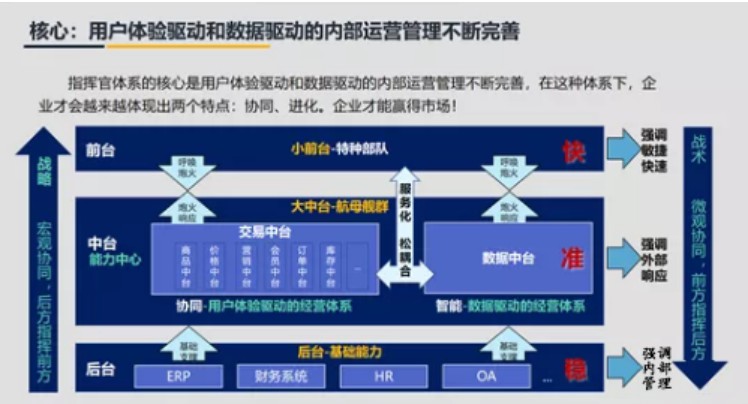 核心：用户体验驱动和数据驱动的内部运营管理不断完善
指挥官体系的核心是用户体验驱动和数据驱动的内部运营管理不断完善，在这种体系下，企
业才会越来越体现出两个特点：协同、进化。企业才能赢得市场！
战略 宏观协同，后方指挥前方
前台
小前台-特种部队
快
强调
敏捷
快速
呼唤
炮火
呼唤
炮火
服务化 松耦合
炮火
响应
大中台-航母舰群
炮火
响应
中台
能力中心
交易中台
商品中台
价格中台
营销中台
会员中台
订单中台
库存中台
...
数据中台
准
强调
外部
响应
协同-用户体验驱动的经营体系
智能-数据驱动的经营体系
基础
支撑
后台-基础能力
基础
支撑
后台
ERP
财务系统
HR
OA
...
稳
强调
内部
管理
战术 微观协同，前方指挥后方